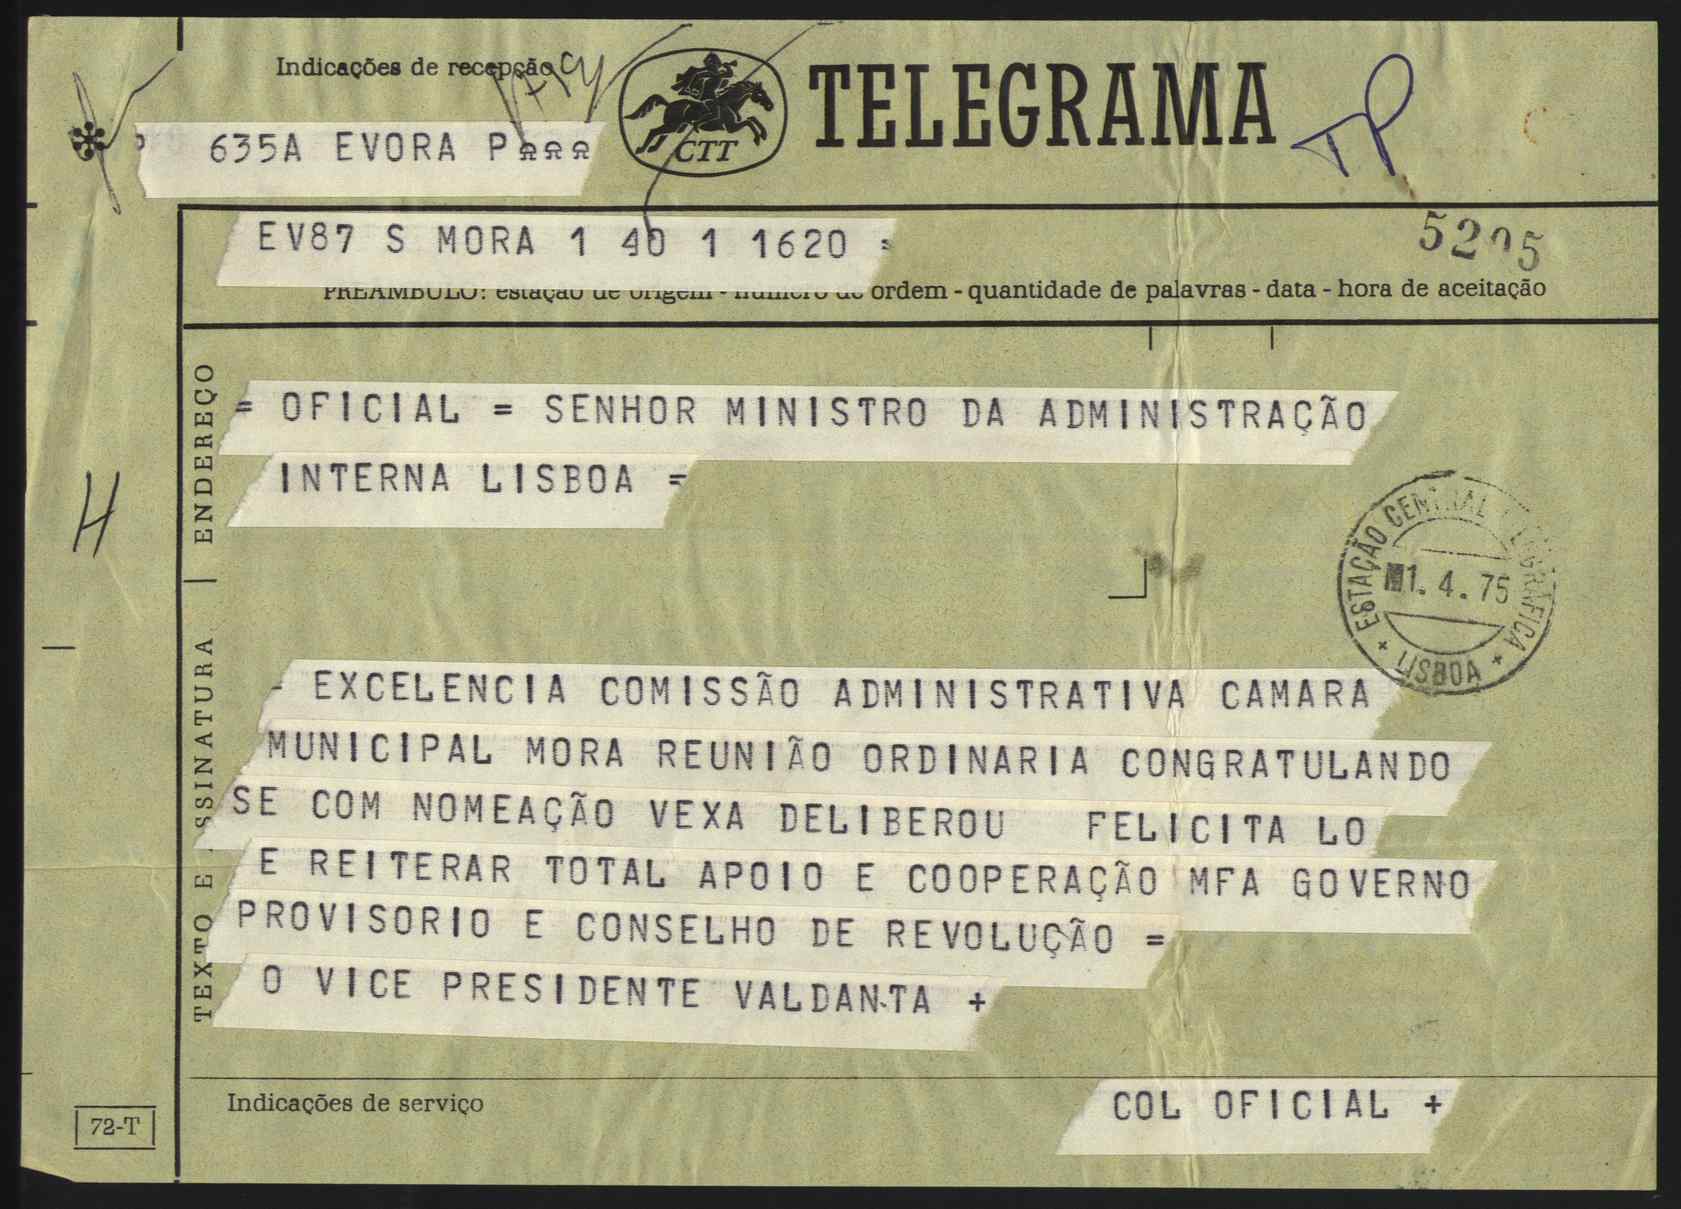 Indicações de recepção
CTT
TELEGRAMA
TP
635A EVORA P
EV87 S MORA 1 40 1 1620 =
5205
PREAMBULO: estação de origem - número de ordem - quantidade de palavras - data - hora de aceitação
ENDEREÇO
= OFICIAL = SENHOR MINISTRO DA ADMINISTRAÇÃO
INTERNA LISBOA =
H
ESTAÇÃO CENTRAL TELEGRÁFICA
1. 4. 75
LISBOA
TEXTO E ASSINATURA
- EXCELENCIA COMISSÃO ADMINISTRATIVA CAMARA
MUNICIPAL MORA REUNIÃO ORDINARIA CONGRATULANDO
SE COM NOMEAÇÃO VEXA DELIBEROU FELICITA LO
E REITERAR TOTAL APOIO E COOPERAÇÃO MFA GOVERNO
PROVISORIO E CONSELHO DE REVOLUÇÃO =
O VICE PRESIDENTE VALDANTA +
Indicações de serviço
COL OFICIAL +
72-T